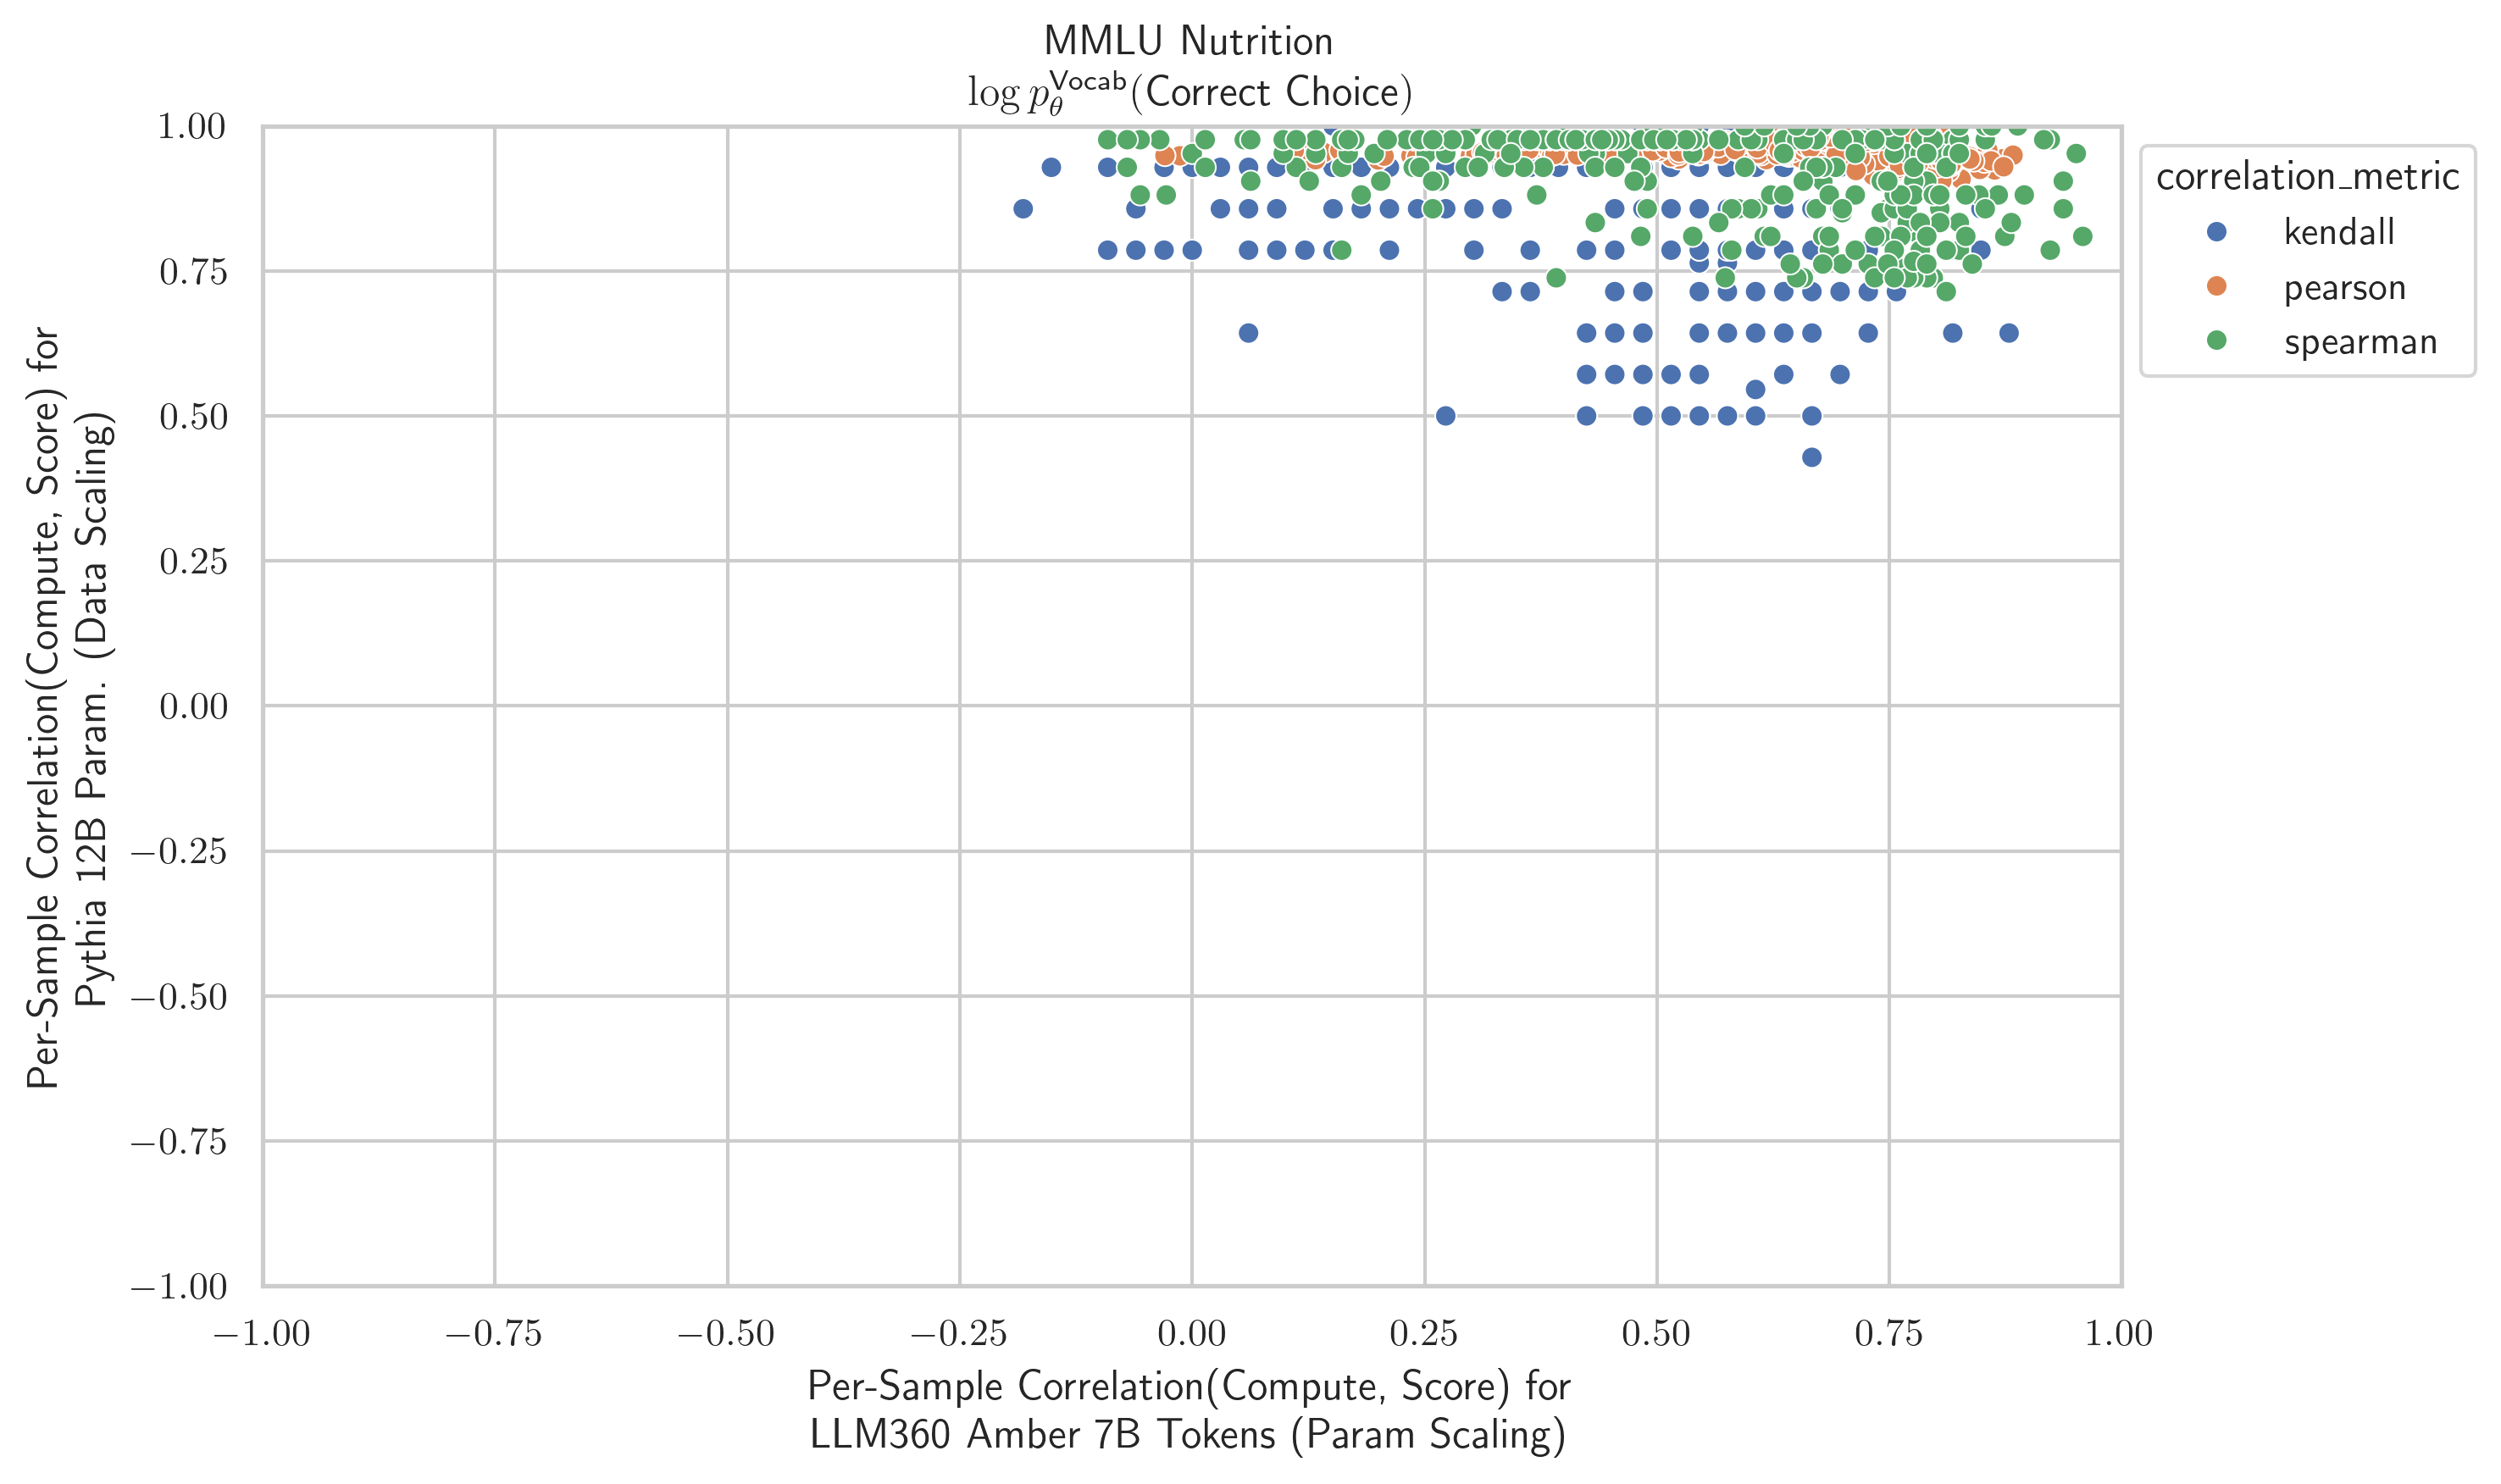 MMLU Nutrition
log p_θ^Vocab(Correct Choice)
Per-Sample Correlation(Compute, Score) for
Pythia 12B Param. (Data Scaling)
1.00
0.75
0.50
0.25
0.00
−0.25
−0.50
−0.75
−1.00
−1.00
−0.75
−0.50
−0.25
0.00
0.25
0.50
0.75
1.00
Per-Sample Correlation(Compute, Score) for
LLM360 Amber 7B Tokens (Param Scaling)
correlation_metric
kendall
pearson
spearman